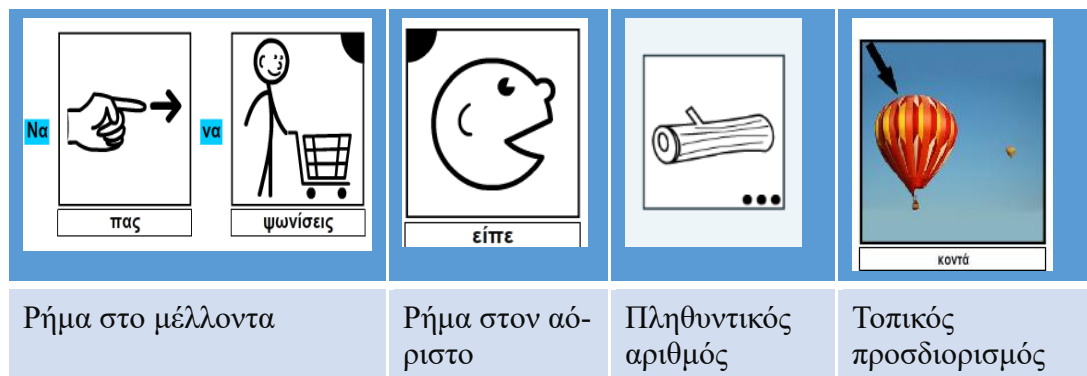 Να
πας
να
ψωνίσεις
είπε
κοντά
Ρήμα στο μέλλοντα
Ρήμα στον αό-
ριστο
Πληθυντικός
αριθμός
Τοπικός
προσδιορισμός